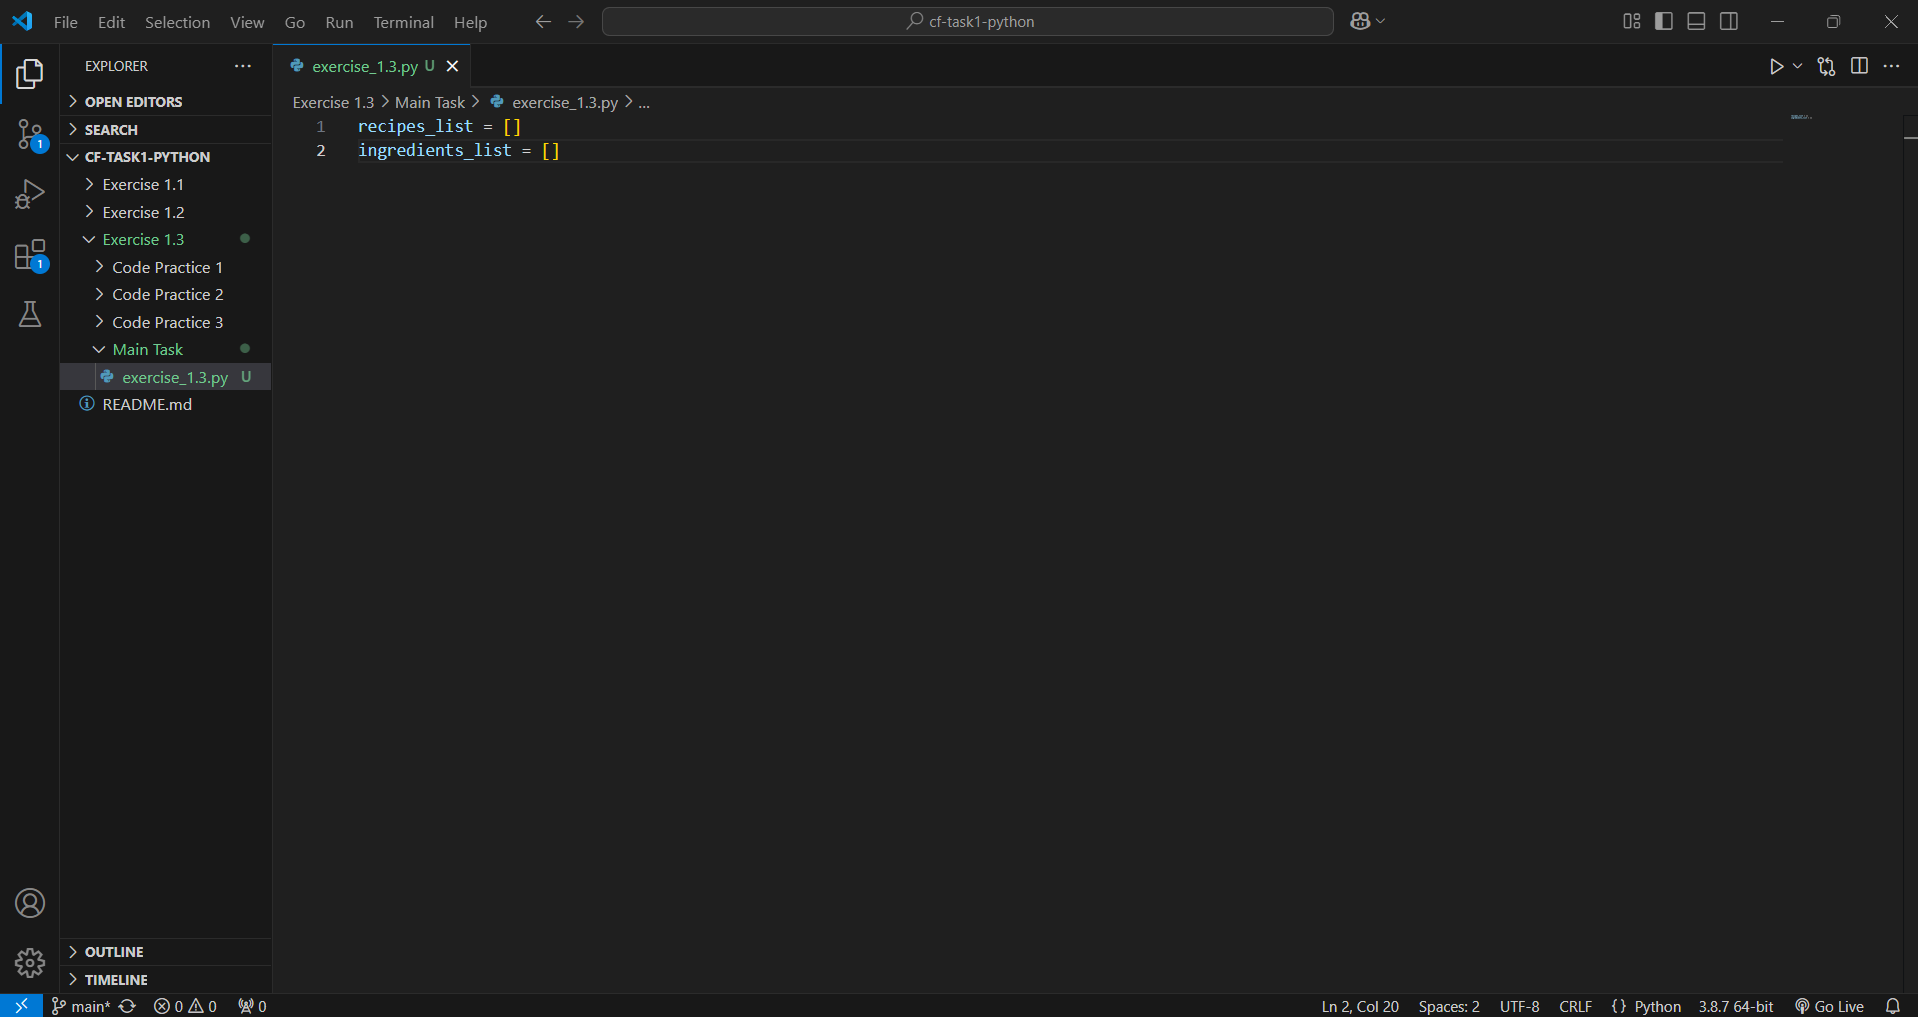 File Edit Selection View Go Run Terminal Help cf-task1-python
EXPLORER
OPEN EDITORS
SEARCH
CF-TASK1-PYTHON
Exercise 1.1
Exercise 1.2
Exercise 1.3
Code Practice 1
Code Practice 2
Code Practice 3
Main Task
exercise_1.3.py U
README.md
OUTLINE
TIMELINE
1
1
exercise_1.3.py U
Exercise 1.3 > Main Task > exercise_1.3.py > ...
1 recipes_list = []
2 ingredients_list = []
main* 0 0 0 Ln 2, Col 20 Spaces: 2 UTF-8 CRLF {} Python 3.8.7 64-bit Go Live